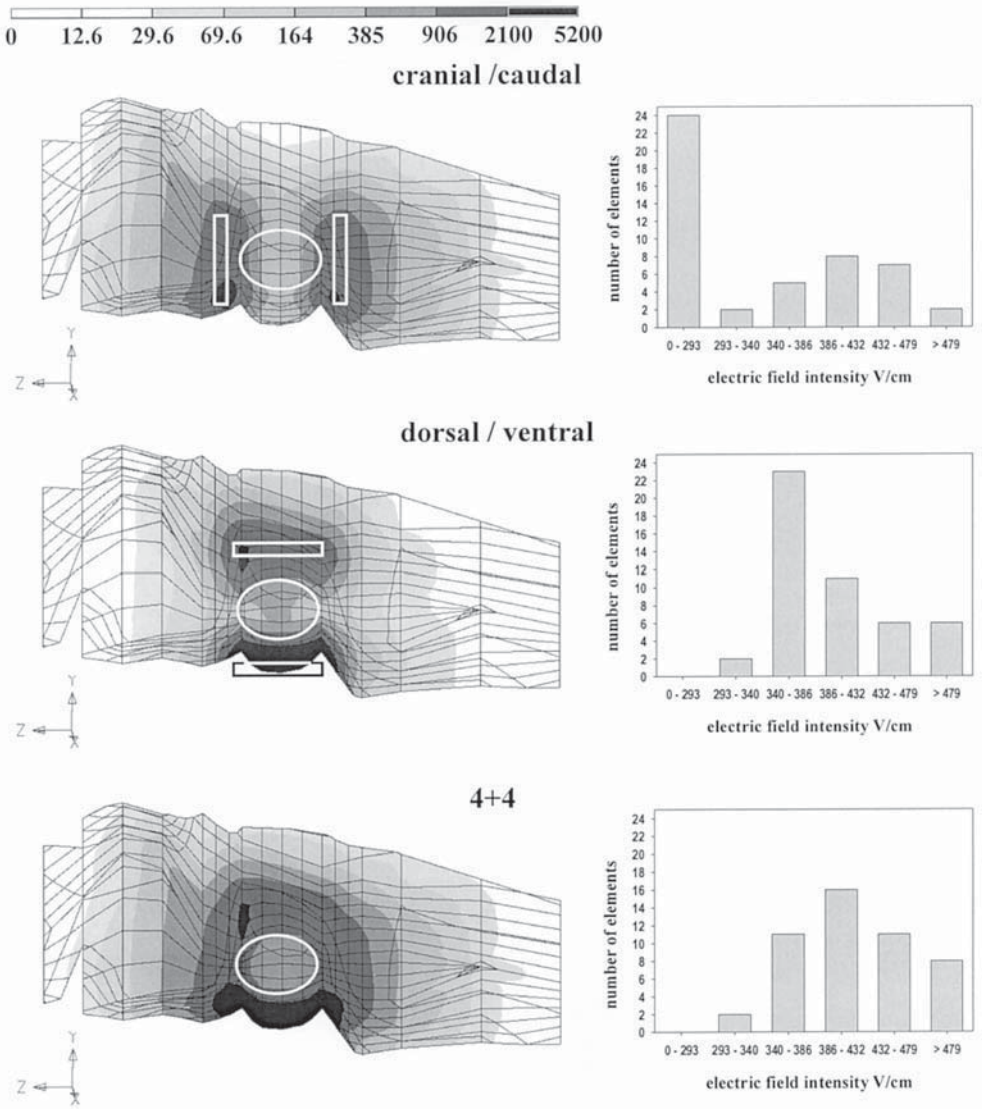 0 12.6 29.6 69.6 164 385 906 2100 5200
cranial /caudal
24
22
20
18
16
14
12
10
8
6
4
2
0
number of elements
0 - 293 293 - 340 340 - 386 386 - 432 432 - 479 > 479
electric field intensity V/cm
Y
Z
X
dorsal / ventral
24
22
20
18
16
14
12
10
8
6
4
2
0
number of elements
0 - 293 293 - 340 340 - 386 386 - 432 432 - 479 > 479
electric field intensity V/cm
Y
Z
X
4+4
24
22
20
18
16
14
12
10
8
6
4
2
0
number of elements
0 - 293 293 - 340 340 - 386 386 - 432 432 - 479 > 479
electric field intensity V/cm
Y
Z
X